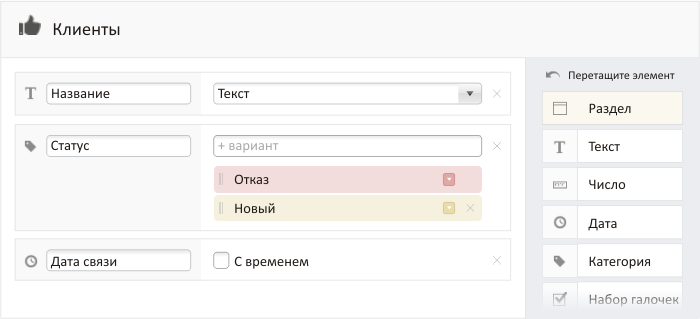 Клиенты
Название
Текст
Статус
+ вариант
Отказ
Новый
Дата связи
С временем
Перетащите элемент
Раздел
Текст
Число
Дата
Категория
Набор галочек